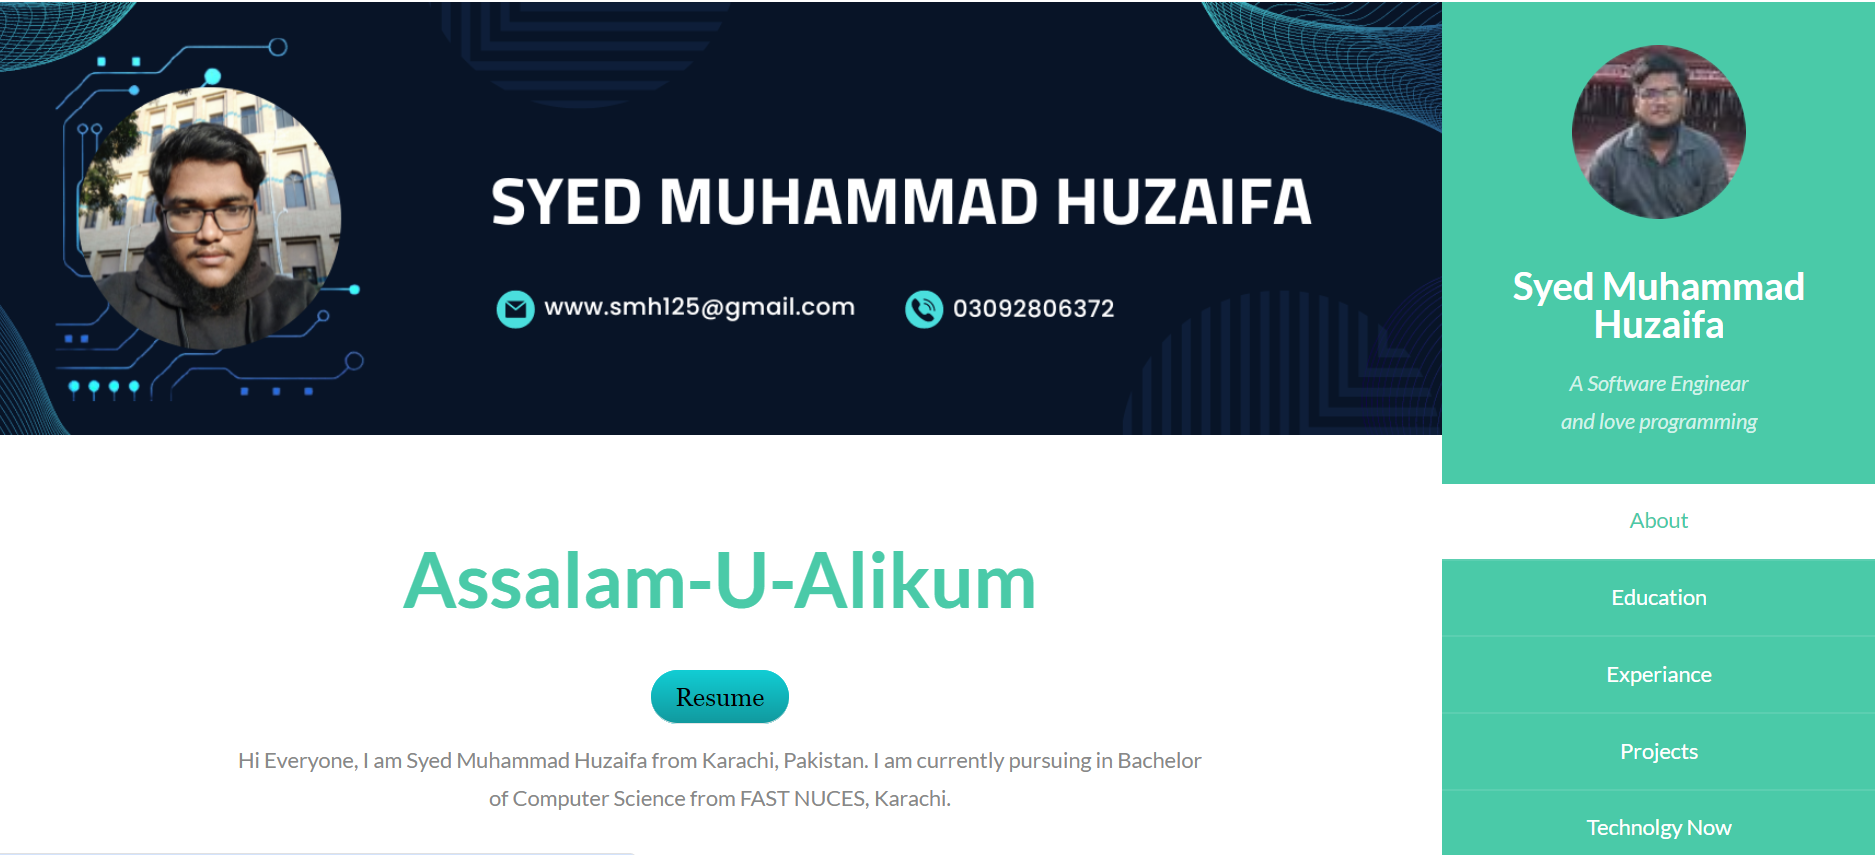 SYED MUHAMMAD HUZAIFA
www.smh125@gmail.com
03092806372
Assalam-U-Alikum
Resume
Hi Everyone, I am Syed Muhammad Huzaifa from Karachi, Pakistan. I am currently pursuing in Bachelor
of Computer Science from FAST NUCES, Karachi.
Syed Muhammad
Huzaifa
A Software Enginear
and love programming
About
Education
Experiance
Projects
Technolgy Now